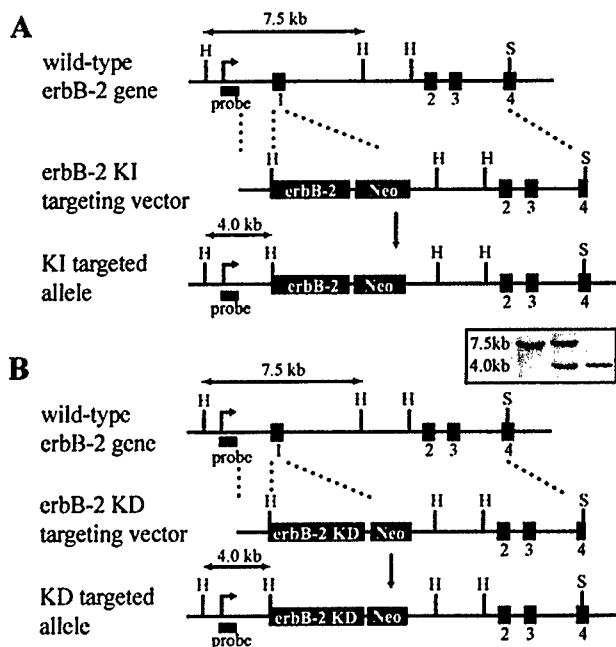 A
7.5 kb
H H H S
wild-type
erbB-2 gene
probe 1 2 3 4
H H H S
erbB-2 KI
targeting vector
erbB-2 Neo
2 3 4
4.0 kb
H H H H S
KI targeted
allele
erbB-2 Neo
probe 2 3 4
7.5kb
4.0kb
B
7.5 kb
H H H S
wild-type
erbB-2 gene
probe 1 2 3 4
H H H S
erbB-2 KD
targeting vector
erbB-2 KD Neo
2 3 4
4.0 kb
H H H H S
KD targeted
allele
erbB-2 KD Neo
probe 2 3 4